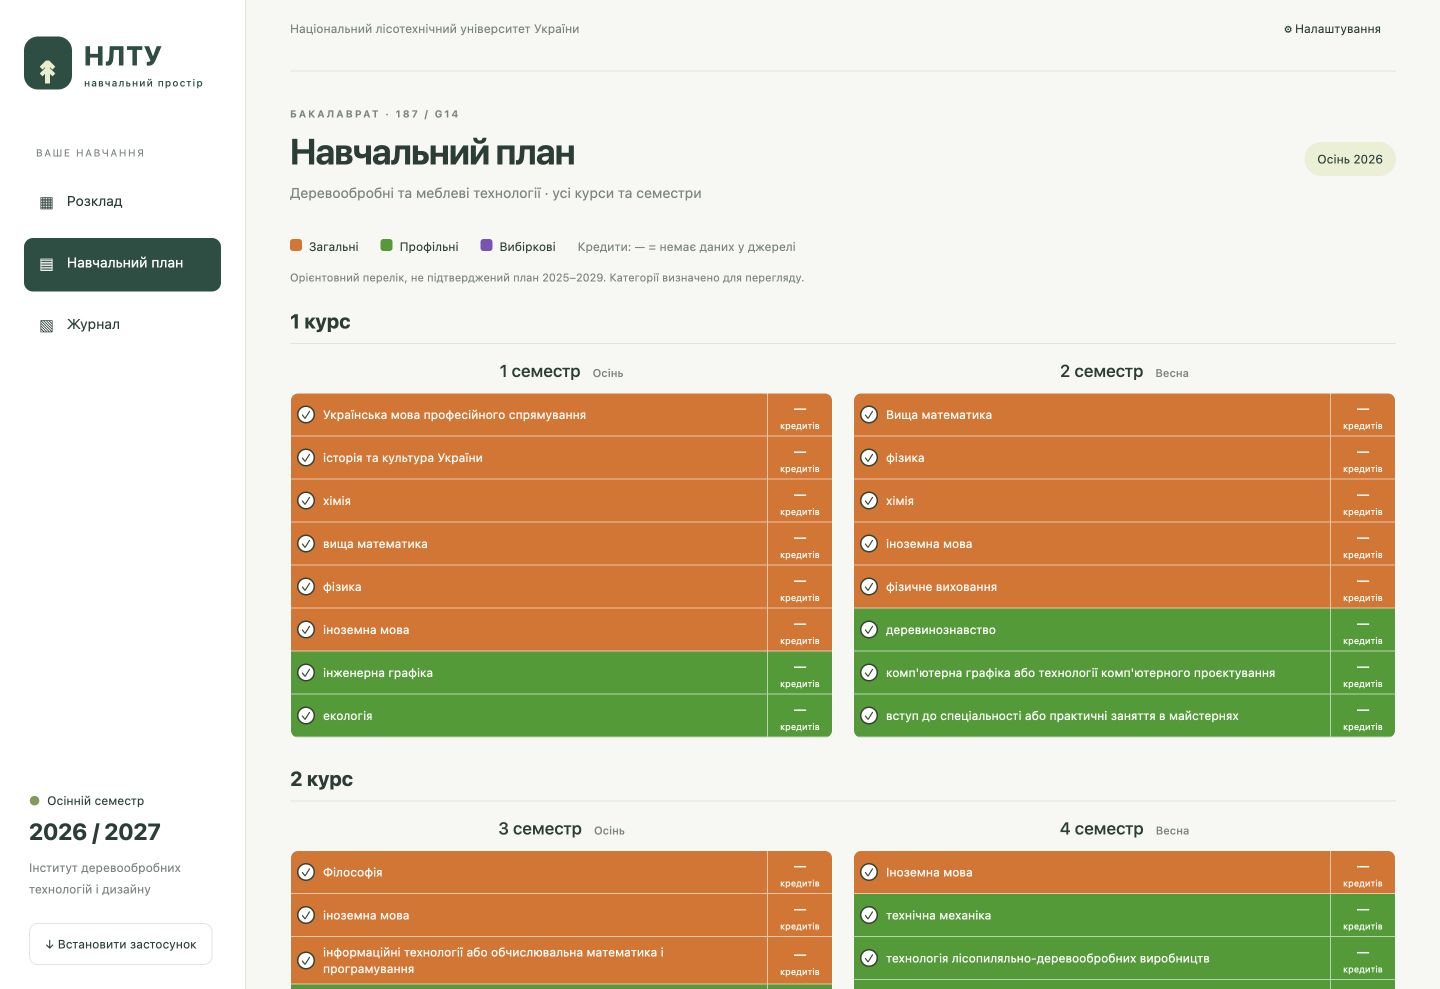 НЛТУ
навчальний простір
ВАШЕ НАВЧАННЯ
Розклад
Навчальний план
Журнал
Осінній семестр
2026 / 2027
Інститут деревообробних
технологій і дизайну
↓ Встановити застосунок
Національний лісотехнічний університет України
Налаштування
БАКАЛАВРАТ · 187 / G14
Навчальний план
Осінь 2026
Деревообробні та меблеві технології · усі курси та семестри
Загальні
Профільні
Вибіркові
Кредити: — = немає даних у джерелі
Орієнтовний перелік, не підтверджений план 2025–2029. Категорії визначено для перегляду.
1 курс
1 семестр Осінь
Українська мова професійного спрямування
—
кредитів
історія та культура України
—
кредитів
хімія
—
кредитів
вища математика
—
кредитів
фізика
—
кредитів
іноземна мова
—
кредитів
інженерна графіка
—
кредитів
екологія
—
кредитів
2 семестр Весна
Вища математика
—
кредитів
фізика
—
кредитів
хімія
—
кредитів
іноземна мова
—
кредитів
фізичне виховання
—
кредитів
деревинознавство
—
кредитів
комп'ютерна графіка або технології комп'ютерного проєктування
—
кредитів
вступ до спеціальності або практичні заняття в майстернях
—
кредитів
2 курс
3 семестр Осінь
Філософія
—
кредитів
іноземна мова
—
кредитів
інформаційні технології або обчислювальна математика і
програмування
—
кредитів
4 семестр Весна
Іноземна мова
—
кредитів
технічна механіка
—
кредитів
технологія лісопиляльно-деревообробних виробництв
—
кредитів